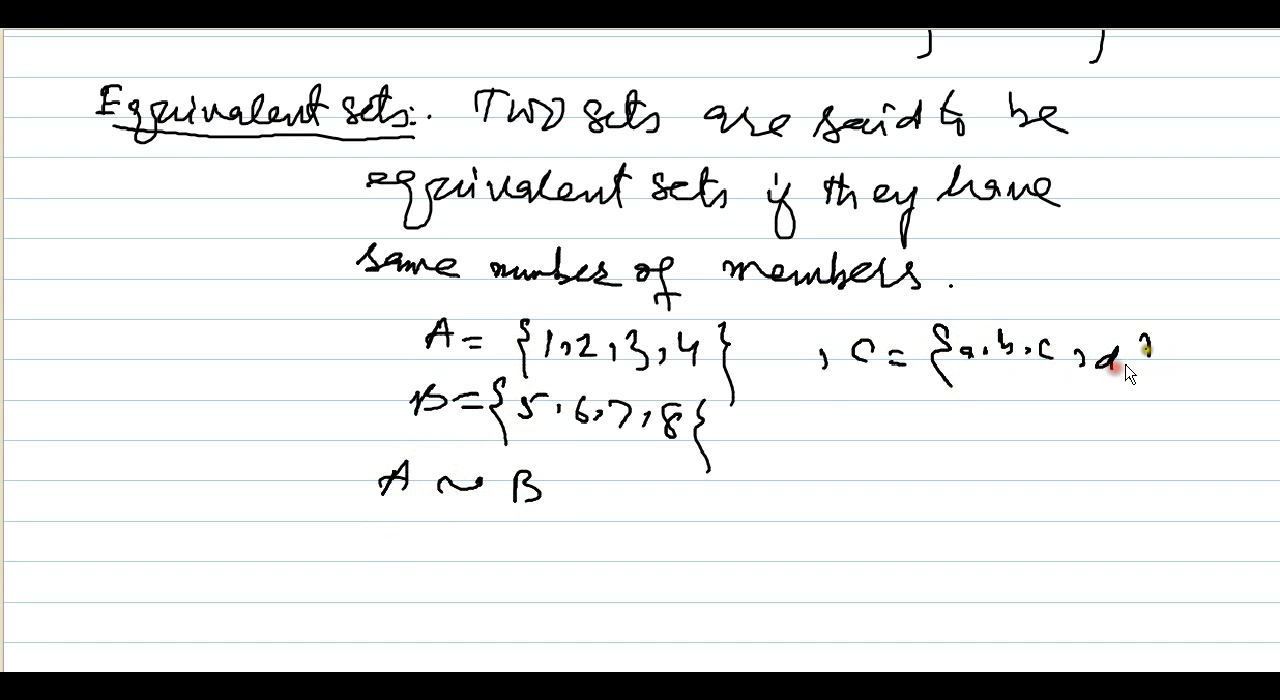 Equivalent sets:. Two sets are said to be
equivalent sets if they have
same number of members.
A = {1,2,3,4} , C = {a,b,c,d
B = {5,6,7,8{
A ~ B